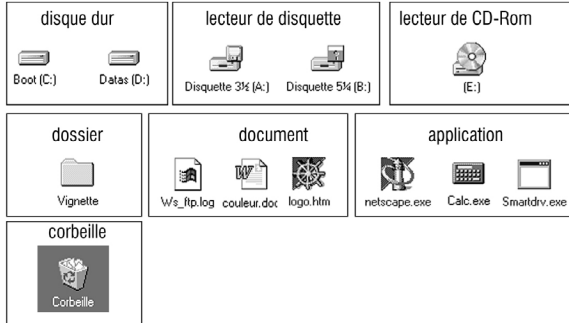 disque dur
Boot (C:) Datas (D:)
lecteur de disquette
Disquette 3½ (A:) Disquette 5¼ (B:)
lecteur de CD-Rom
(E:)
dossier
Vignette
document
Ws_ftp.log couleur.doc logo.htm
application
netscape.exe Calc.exe Smartdrv.exe
corbeille
Corbeille